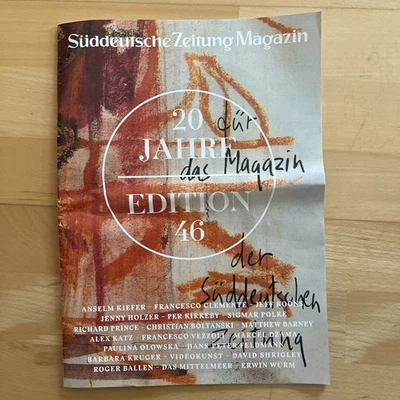 Süddeutsche Zeitung Magazin
20
für
JAHRE
das Magazin
EDITION
46
der
Süddeutschen
Zeitung
ANSELM KIEFER – FRANCESCO CLEMENTE – JEFF KOONS
JENNY HOLZER – PER KIRKEBY – SIGMAR POLKE
RICHARD PRINCE – CHRISTIAN BOLTANSKI – MATTHEW BARNEY
ALEX KATZ – FRANCESCO VEZZOLI – MARCEL DZAMA
PAULINA OLOWSKA – HANS PETER FELDMANN
BARBARA KRUGER – VIDEOKUNST – DAVID SHRIGLEY
ROGER BALLEN – DAS MITTELMEER – ERWIN WURM